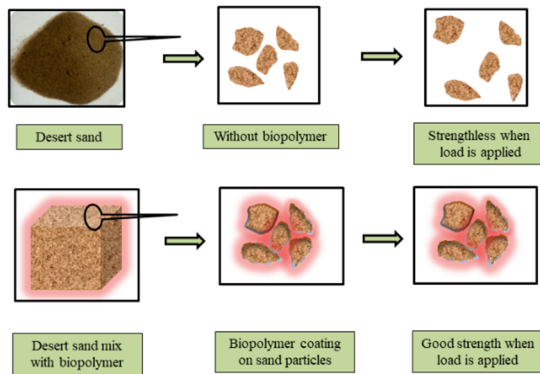 Desert sand
Without biopolymer
Strengthless when
load is applied
Desert sand mix
with biopolymer
Biopolymer coating
on sand particles
Good strength when
load is applied